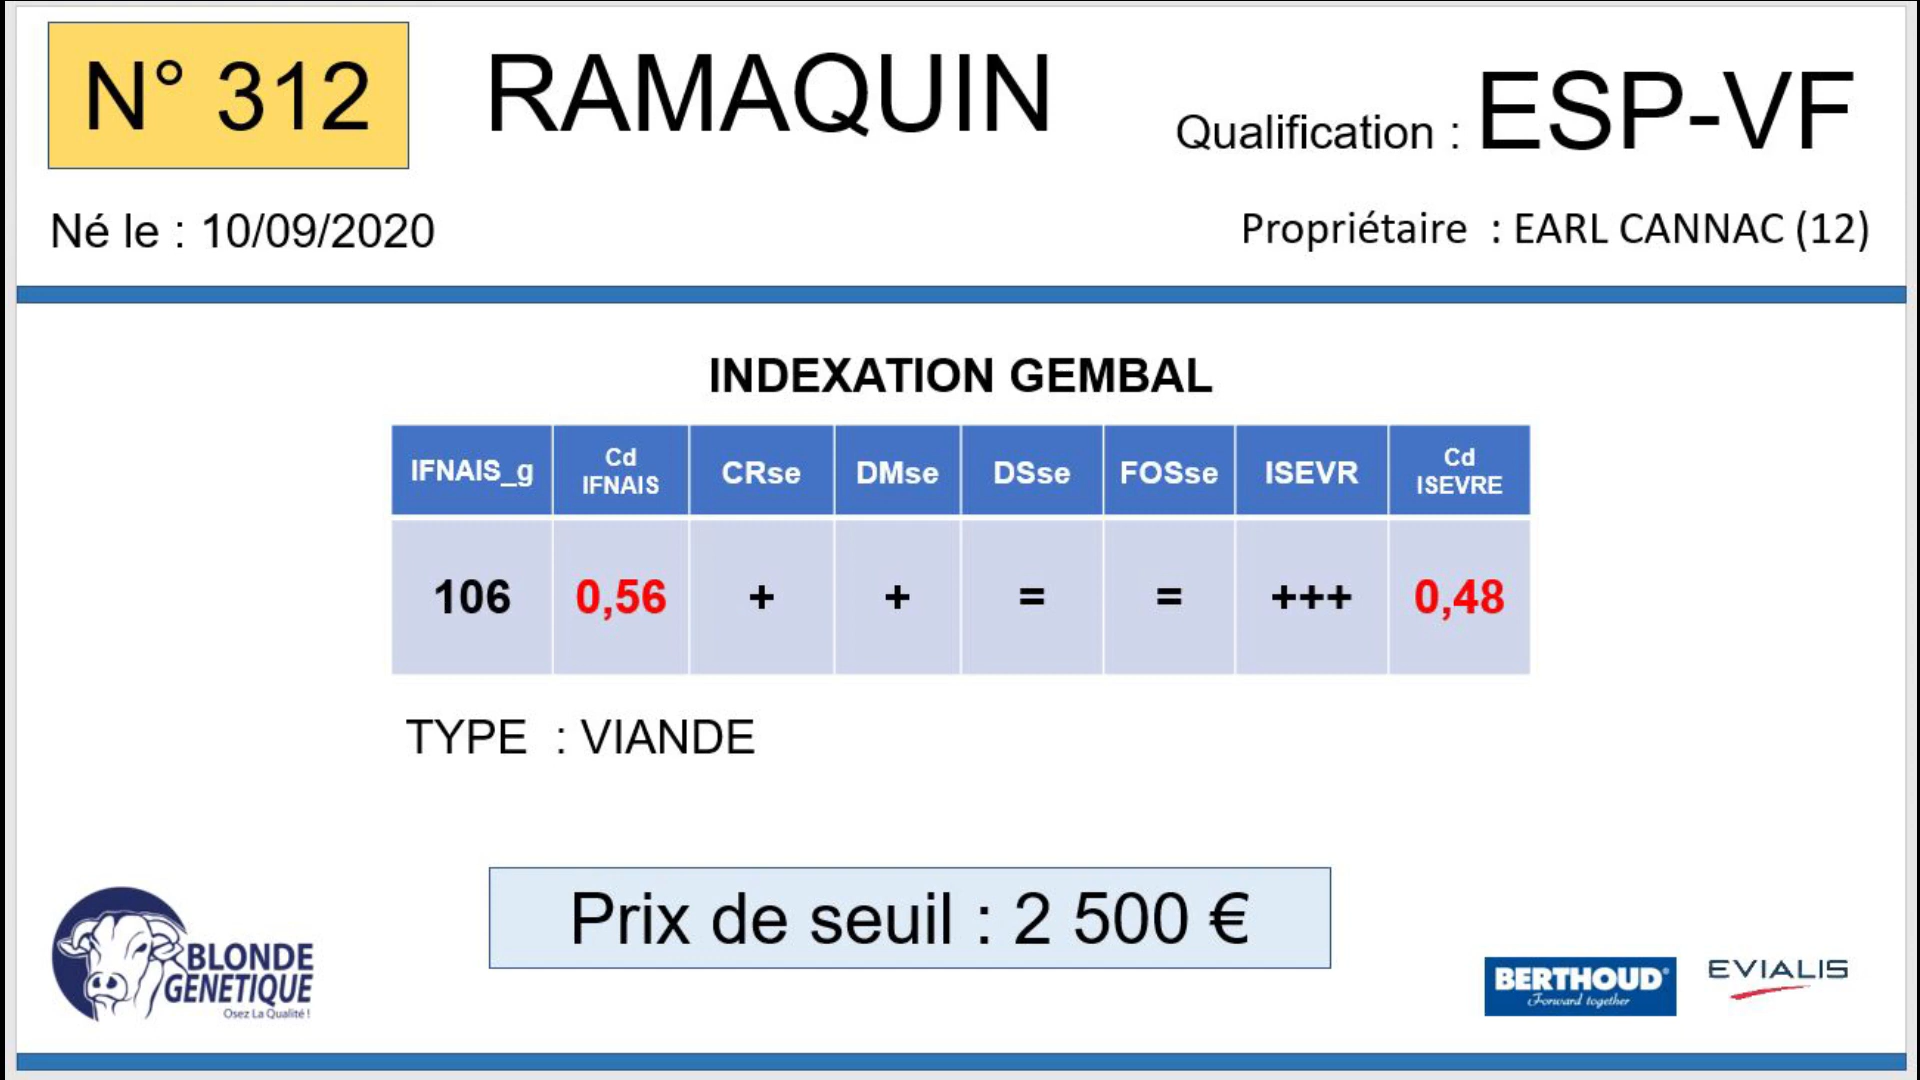 N° 312
RAMAQUIN
Qualification : ESP-VF
Né le : 10/09/2020
Propriétaire : EARL CANNAC (12)
INDEXATION GEMBAL
IFNAIS_g Cd IFNAIS CRse DMse DSse FOSse ISEVR Cd ISEVRE
106 0,56 + + = = +++ 0,48
TYPE : VIANDE
Prix de seuil : 2 500 €
BLONDE
GENETIQUE
Osez La Qualité !
BERTHOUD®
Forward together
EVIALIS